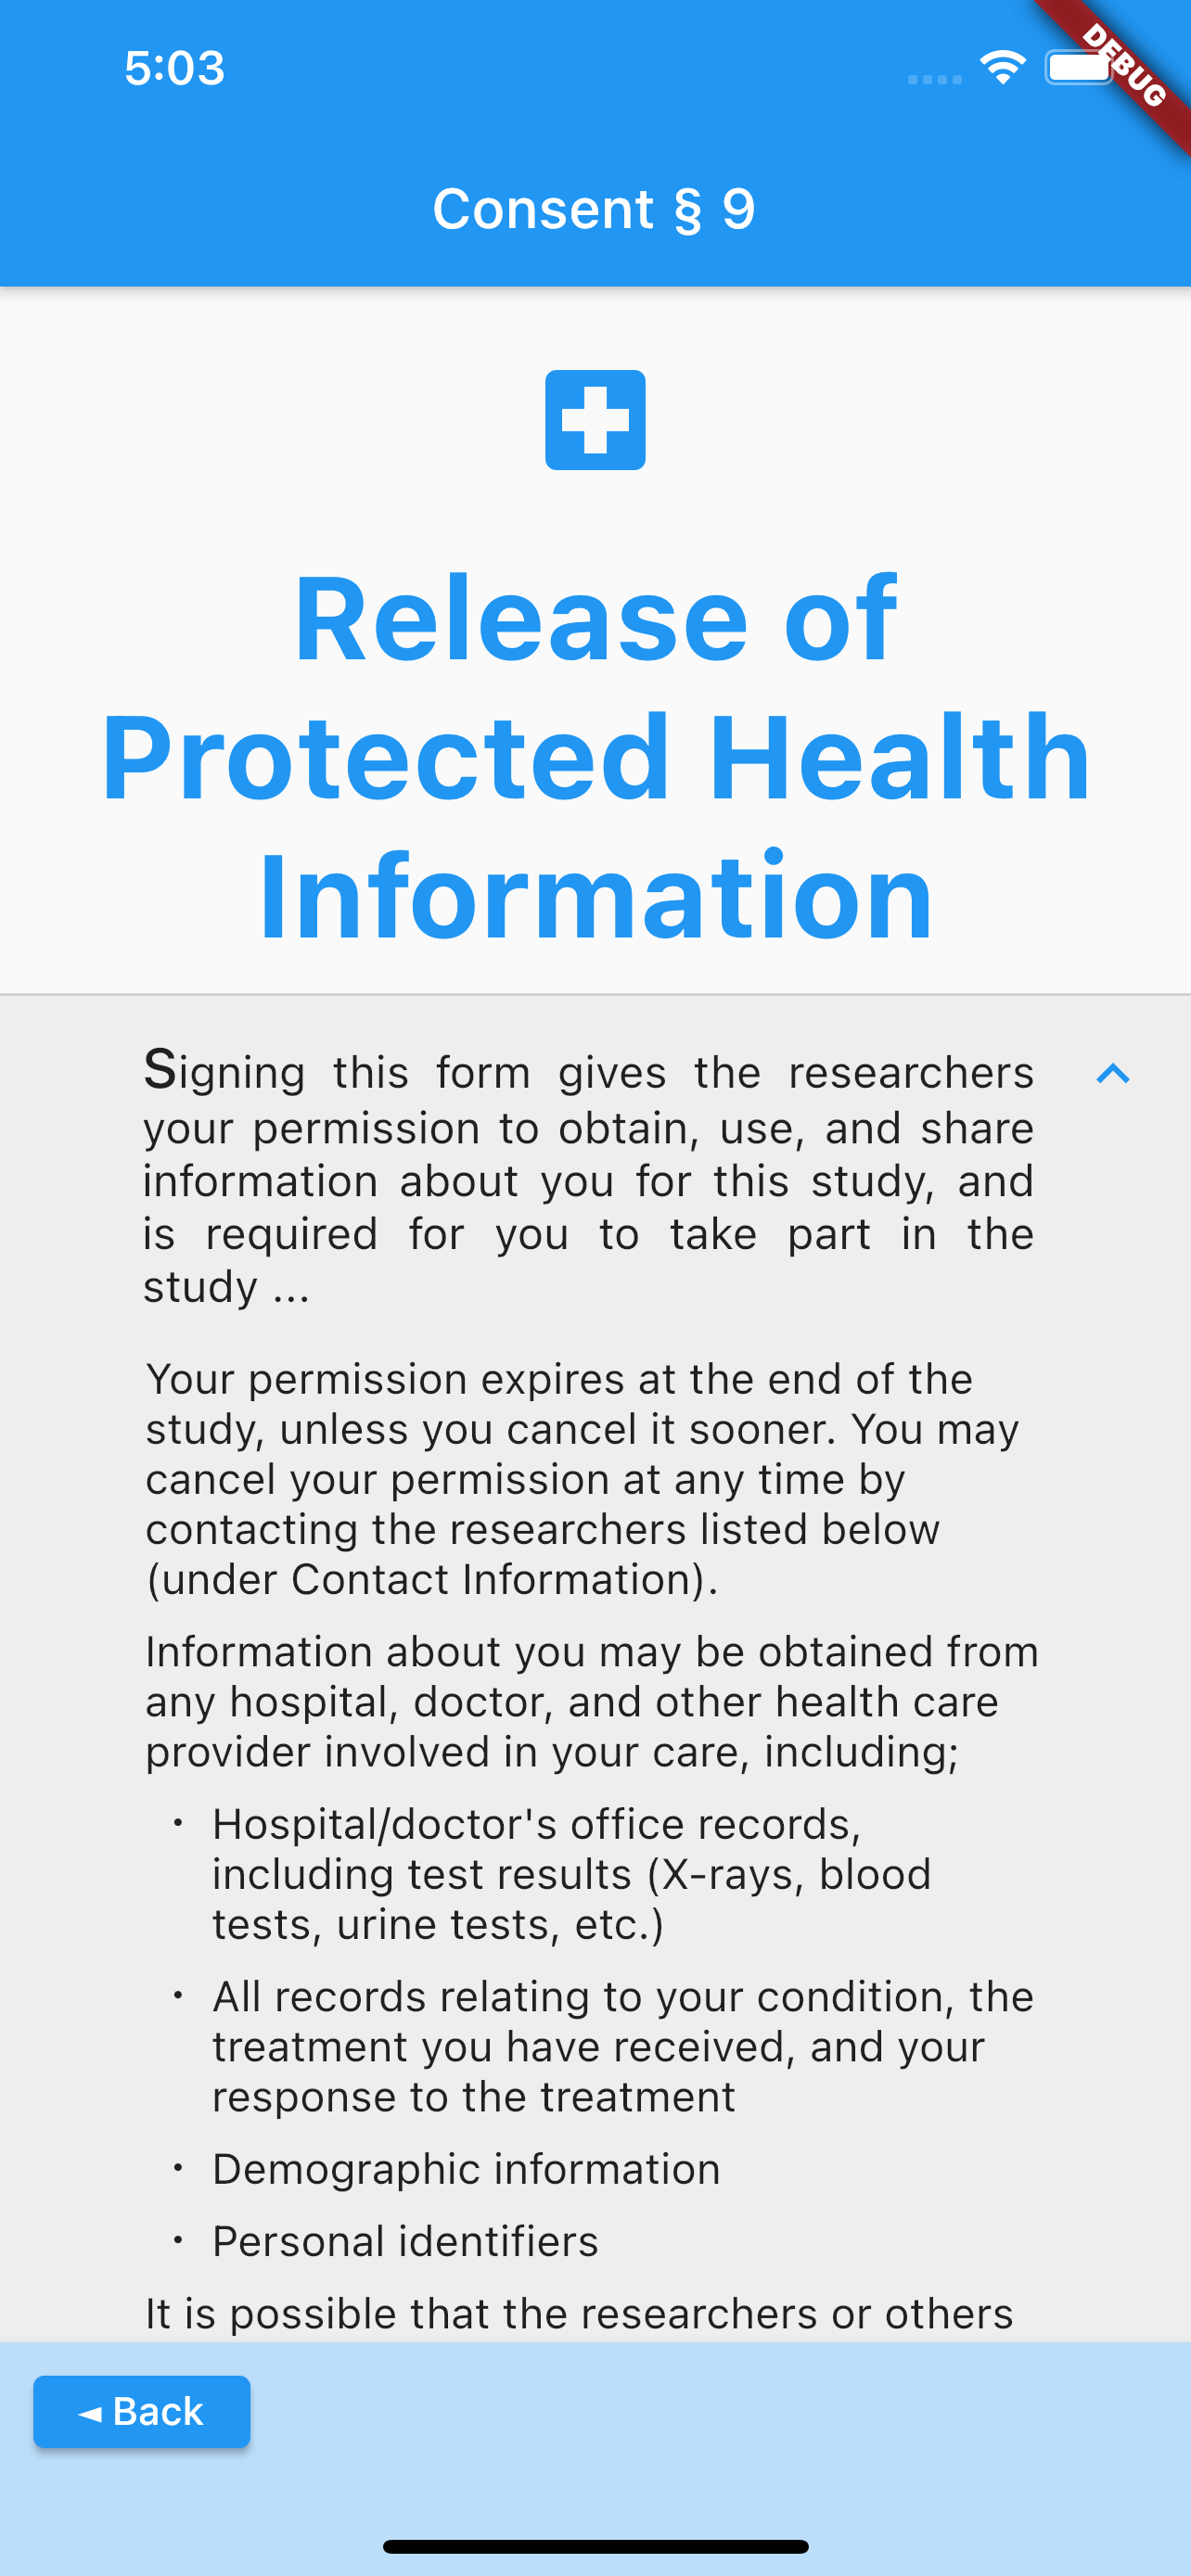 5:03
DEBUG
Consent § 9
Release of
Protected Health
Information
Signing this form gives the researchers
your permission to obtain, use, and share
information about you for this study, and
is required for you to take part in the
study ...
Your permission expires at the end of the
study, unless you cancel it sooner. You may
cancel your permission at any time by
contacting the researchers listed below
(under Contact Information).
Information about you may be obtained from
any hospital, doctor, and other health care
provider involved in your care, including;
• Hospital/doctor's office records,
including test results (X-rays, blood
tests, urine tests, etc.)
• All records relating to your condition, the
treatment you have received, and your
response to the treatment
• Demographic information
• Personal identifiers
It is possible that the researchers or others
◄ Back